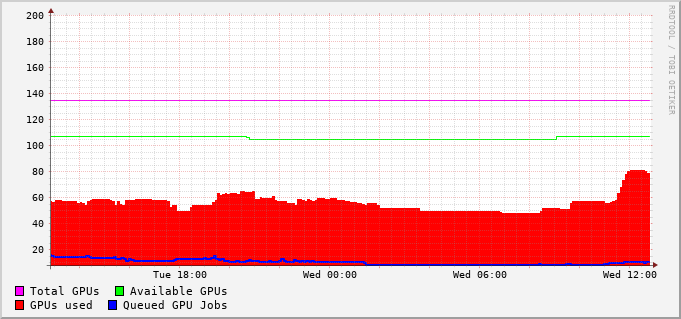 200
180
160
140
120
100
80
60
40
20
Tue 18:00 Wed 00:00 Wed 06:00 Wed 12:00
Total GPUs Available GPUs
GPUs used Queued GPU Jobs
RRDTOOL / TOBI OETIKER